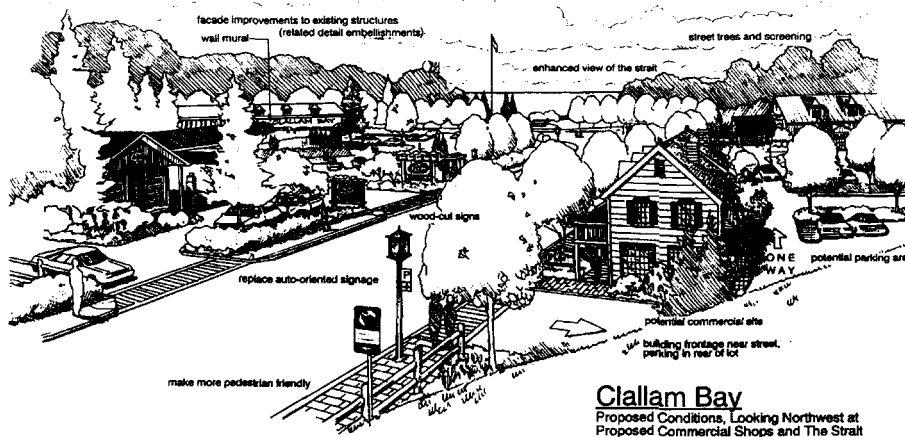 facade improvements to existing structures
(related detail embellishments)
wall mural
street trees and screening
enhanced view of the strait
CLALLAM BAY
wood-cut signs
replace auto-oriented signage
ONE
WAY
potential parking area
potential commercial site
building frontage near street,
parking in rear of lot
make more pedestrian friendly
Clallam Bay
Proposed Conditions, Looking Northwest at
Proposed Commercial Shops and The Strait